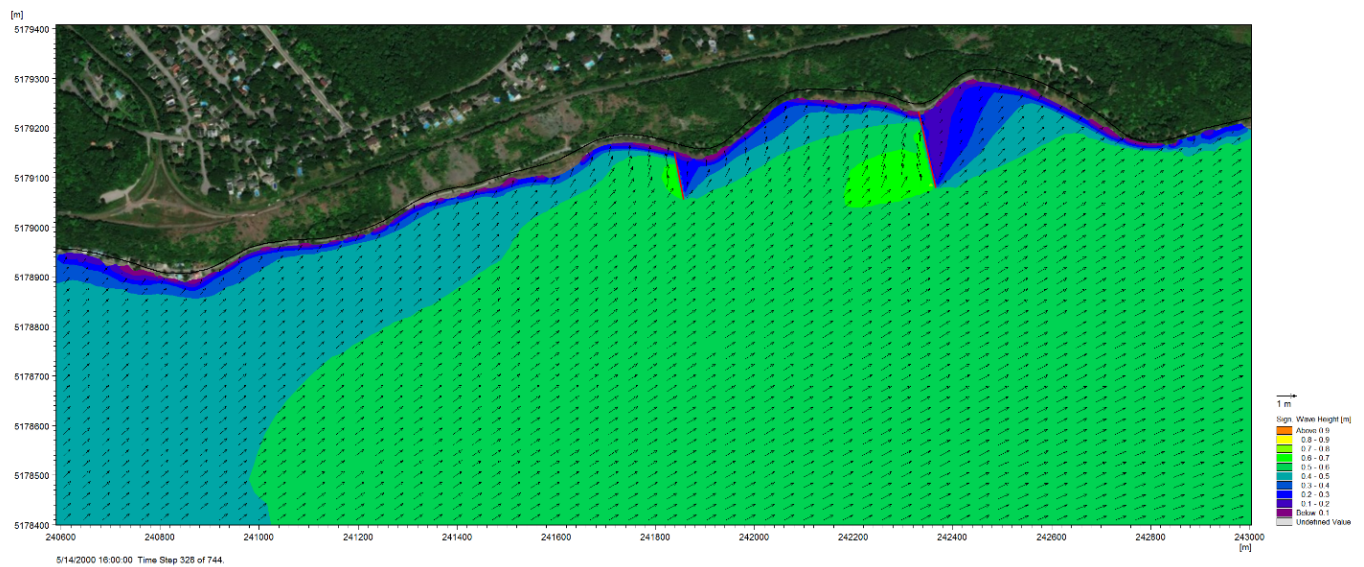 [m]
5179400
5179300
5179200
5179100
5179000
5178900
5178800
5178700
5178600
5178500
5178400
240600 240800 241000 241200 241400 241600 241800 242000 242200 242400 242600 242800 243000
[m]
5/14/2000 16:00:00 Time Step 328 of 744.
1 m
Sign. Wave Height [m]
Above 0.9
0.8 - 0.9
0.7 - 0.8
0.6 - 0.7
0.5 - 0.6
0.4 - 0.5
0.3 - 0.4
0.2 - 0.3
0.1 - 0.2
Below 0.1
Undefined Value